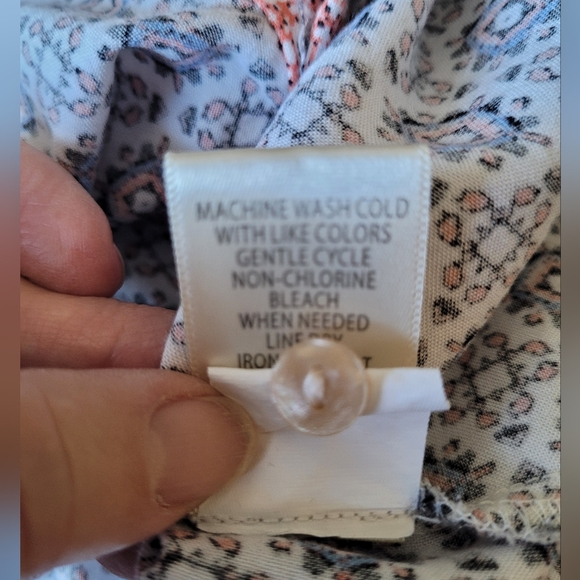 MACHINE WASH COLD
WITH LIKE COLORS
GENTLE CYCLE
NON-CHLORINE
BLEACH
WHEN NEEDED
LINE DRY
IRON